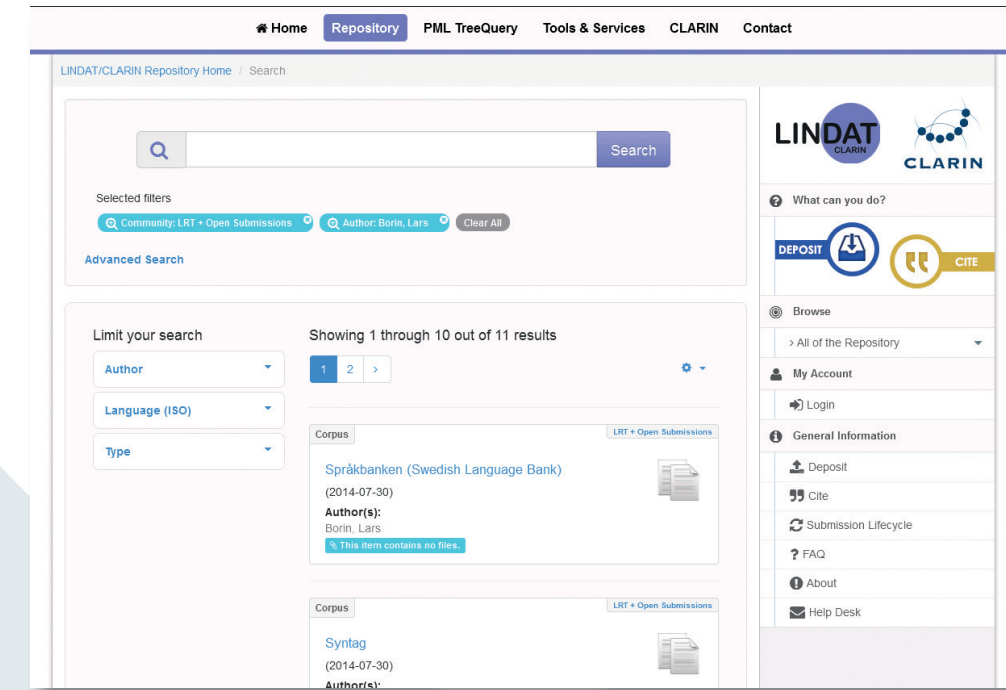 Home Repository PML TreeQuery Tools & Services CLARIN Contact
LINDAT/CLARIN Repository Home / Search
Search
Selected filters
Community: LRT + Open Submissions Author: Borin, Lars Clear All
Advanced Search
Limit your search
Author
Language (ISO)
Type
Showing 1 through 10 out of 11 results
1 2 >
Corpus LRT + Open Submissions
Språkbanken (Swedish Language Bank)
(2014-07-30)
Author(s):
Borin, Lars
This item contains no files.
Corpus LRT + Open Submissions
Syntag
(2014-07-30)
Author(s):
LINDAT
CLARIN
CLARIN
What can you do?
DEPOSIT
CITE
Browse
> All of the Repository
My Account
Login
General Information
Deposit
Cite
Submission Lifecycle
? FAQ
About
Help Desk